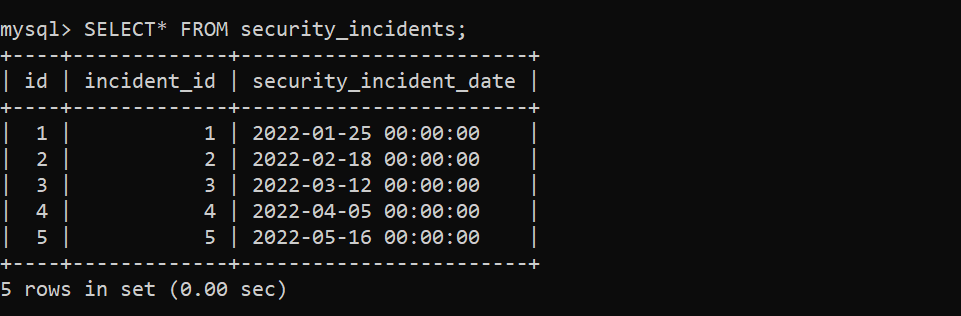 mysql> SELECT* FROM security_incidents;
+----+-------------+------------------------+
| id | incident_id | security_incident_date |
+----+-------------+------------------------+
|  1 |           1 | 2022-01-25 00:00:00    |
|  2 |           2 | 2022-02-18 00:00:00    |
|  3 |           3 | 2022-03-12 00:00:00    |
|  4 |           4 | 2022-04-05 00:00:00    |
|  5 |           5 | 2022-05-16 00:00:00    |
+----+-------------+------------------------+
5 rows in set (0.00 sec)